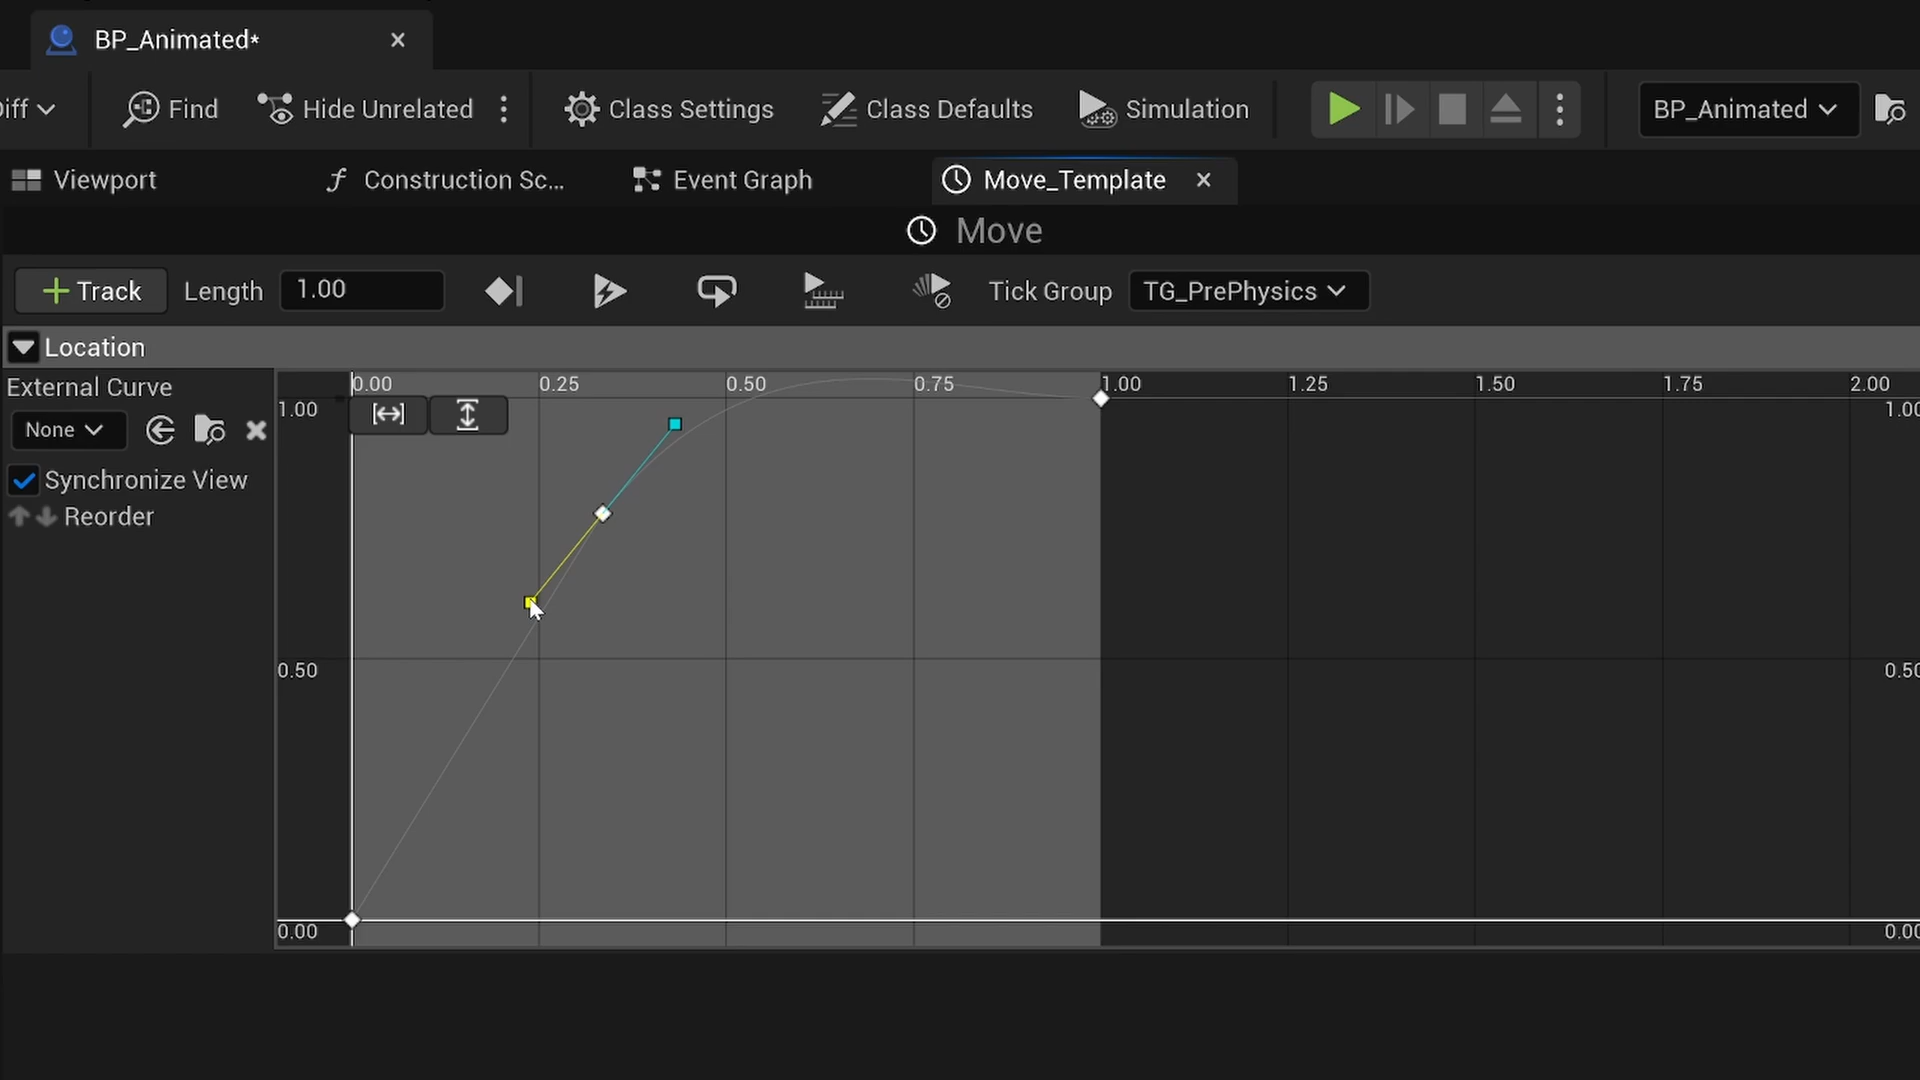 BP_Animated*
Diff
Find
Hide Unrelated
Class Settings
Class Defaults
Simulation
BP_Animated
Viewport
Construction Sc...
Event Graph
Move_Template
Move
Track
Length
1.00
Tick Group
TG_PrePhysics
Location
External Curve
None
Synchronize View
Reorder
0.00 0.25 0.50 0.75 1.00 1.25 1.50 1.75 2.00
1.00 1.00
0.50 0.50
0.00 0.00